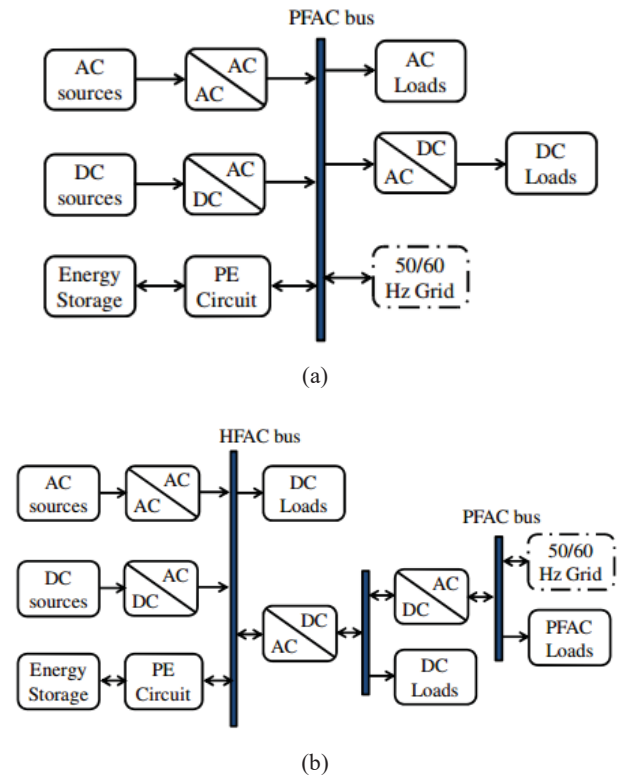 PFAC bus
AC
sources
AC
AC
AC
Loads
DC
sources
AC
DC
DC
AC
DC
Loads
Energy
Storage
PE
Circuit
50/60
Hz Grid
(a)
HFAC bus
AC
sources
AC
AC
DC
Loads
PFAC bus
DC
sources
AC
DC
DC
AC
AC
DC
50/60
Hz Grid
Energy
Storage
PE
Circuit
DC
Loads
PFAC
Loads
(b)